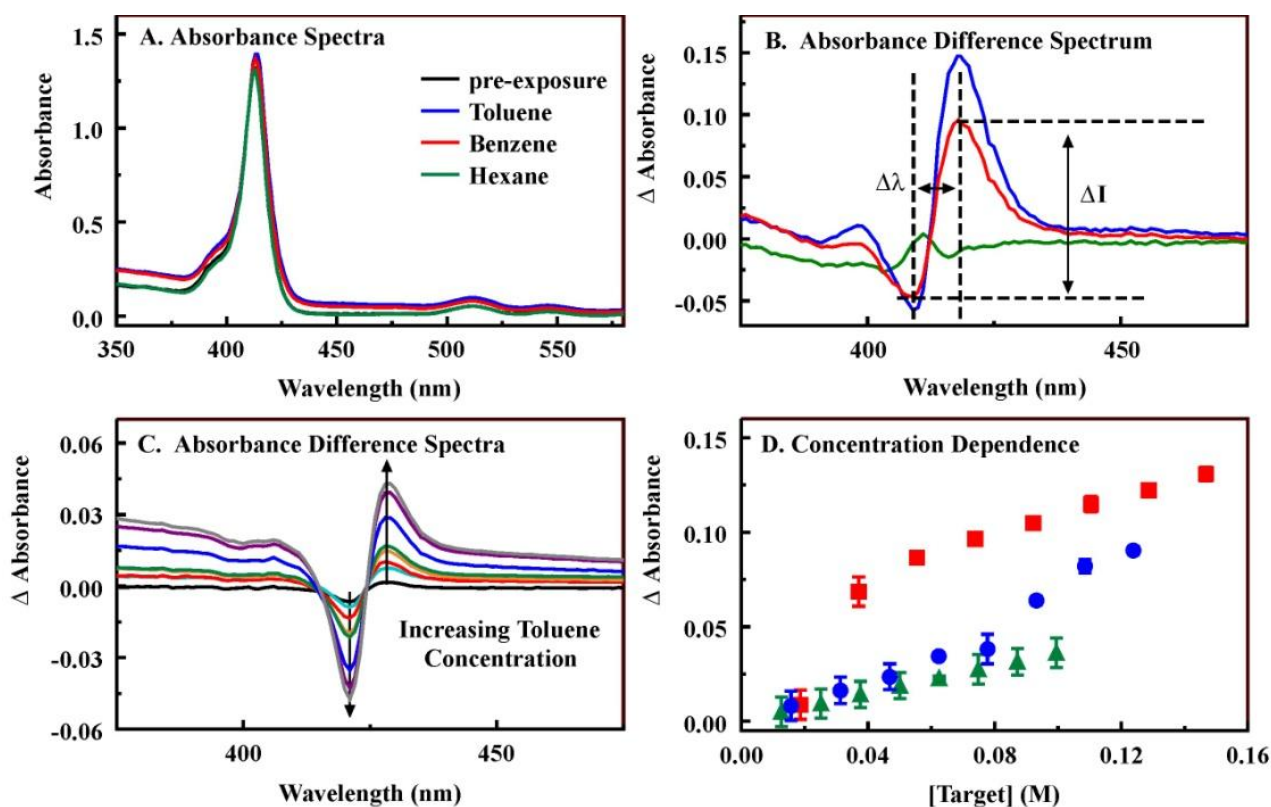 A. Absorbance Spectra
pre-exposure
Toluene
Benzene
Hexane
1.5
1.0
0.5
0.0
Absorbance
350
400
450
500
550
Wavelength (nm)
B. Absorbance Difference Spectrum
0.15
0.10
0.05
0.00
-0.05
Δ Absorbance
Δλ
ΔI
400
450
Wavelength (nm)
C. Absorbance Difference Spectra
0.06
0.03
0.00
-0.03
-0.06
Δ Absorbance
Increasing Toluene
Concentration
400
450
Wavelength (nm)
D. Concentration Dependence
0.15
0.10
0.05
0.00
Δ Absorbance
0.00
0.04
0.08
0.12
0.16
[Target] (M)